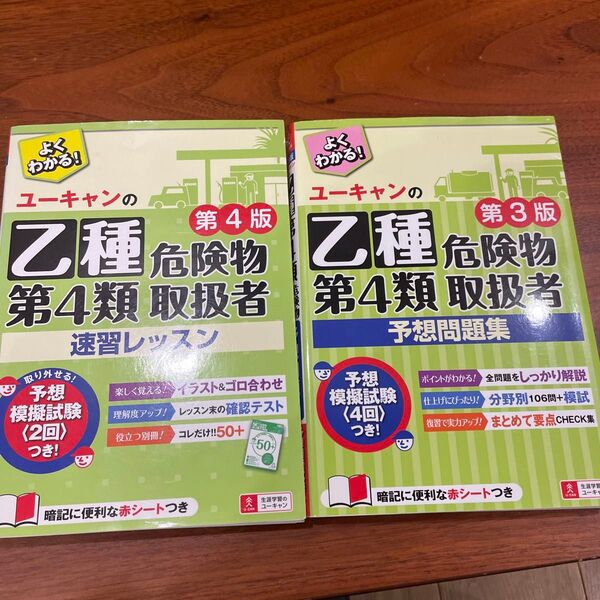 よく
わかる!
ユーキャンの
第4版
乙種 危険物
第4類 取扱者
速習レッスン
取り外せる!
予想
模擬試験
〈2回〉
つき!
楽しく覚える! イラスト&ゴロ合わせ
理解度アップ! レッスン末の確認テスト
役立つ別冊! コレだけ!!50+
50+
暗記に便利な赤シートつき
U-CAN
生涯学習の
ユーキャン
よく
わかる!
ユーキャンの
第3版
乙種 危険物
第4類 取扱者
予想問題集
予想
模擬試験
〈4回〉
つき!
ポイントがわかる! 全問題をしっかり解説
仕上げにぴったり! 分野別106問+模試
復習で実力アップ! まとめて要点CHECK集
暗記に便利な赤シートつき
U-CAN
生涯学習の
ユーキャン